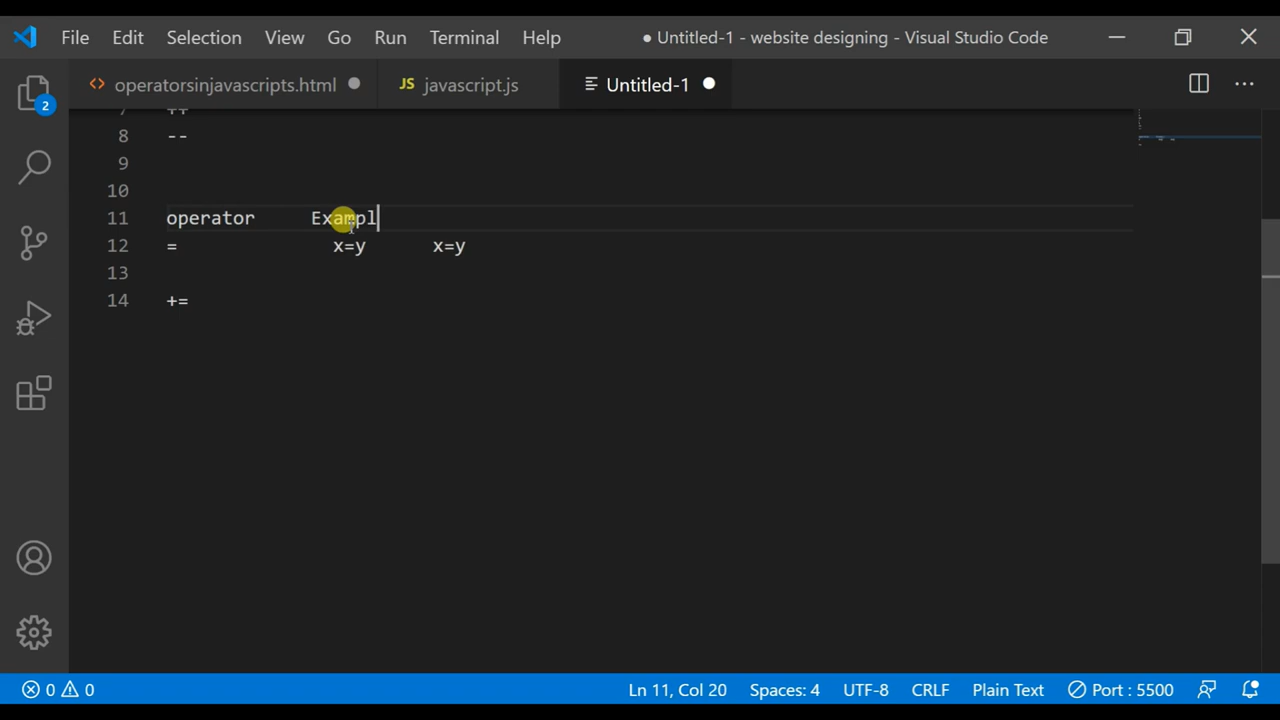 File Edit Selection View Go Run Terminal Help ● Untitled-1 - website designing - Visual Studio Code
<> operatorsinjavascripts.html ● JS javascript.js Untitled-1 ●
2
7 ++
8 --
9
10
11 operator Exampl
12 = x=y x=y
13
14 +=
0 0 Ln 11, Col 20 Spaces: 4 UTF-8 CRLF Plain Text Port : 5500